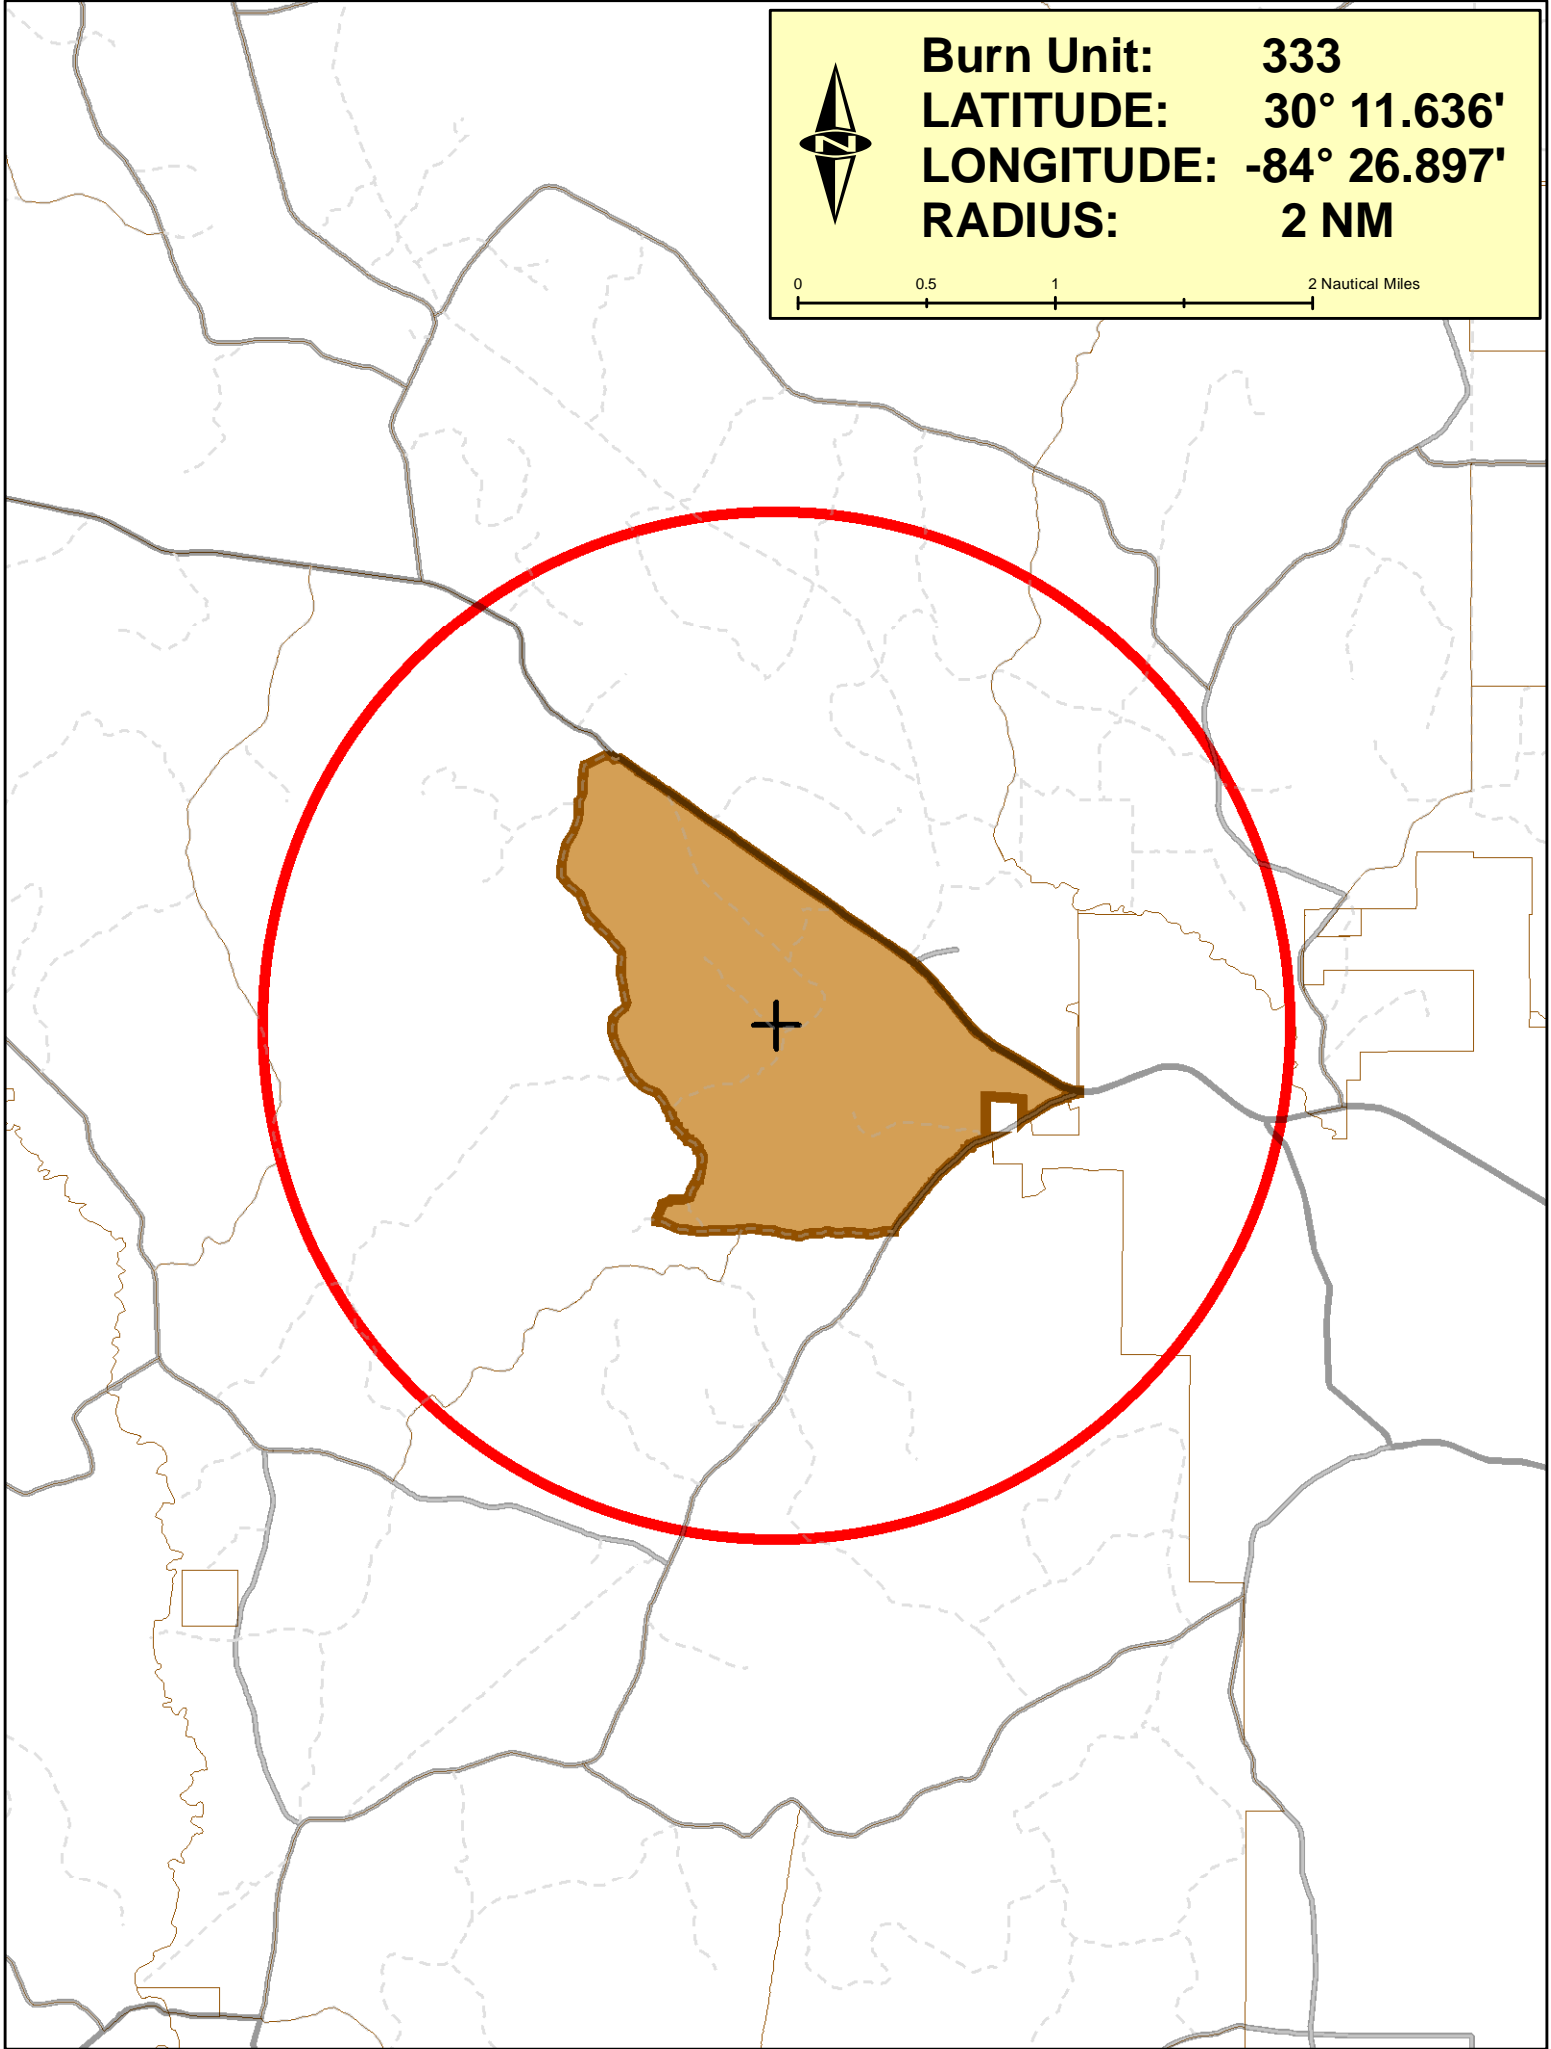 Burn Unit: 333
LATITUDE: 30° 11.636'
LONGITUDE: -84° 26.897'
RADIUS: 2 NM
N
0 0.5 1 2 Nautical Miles